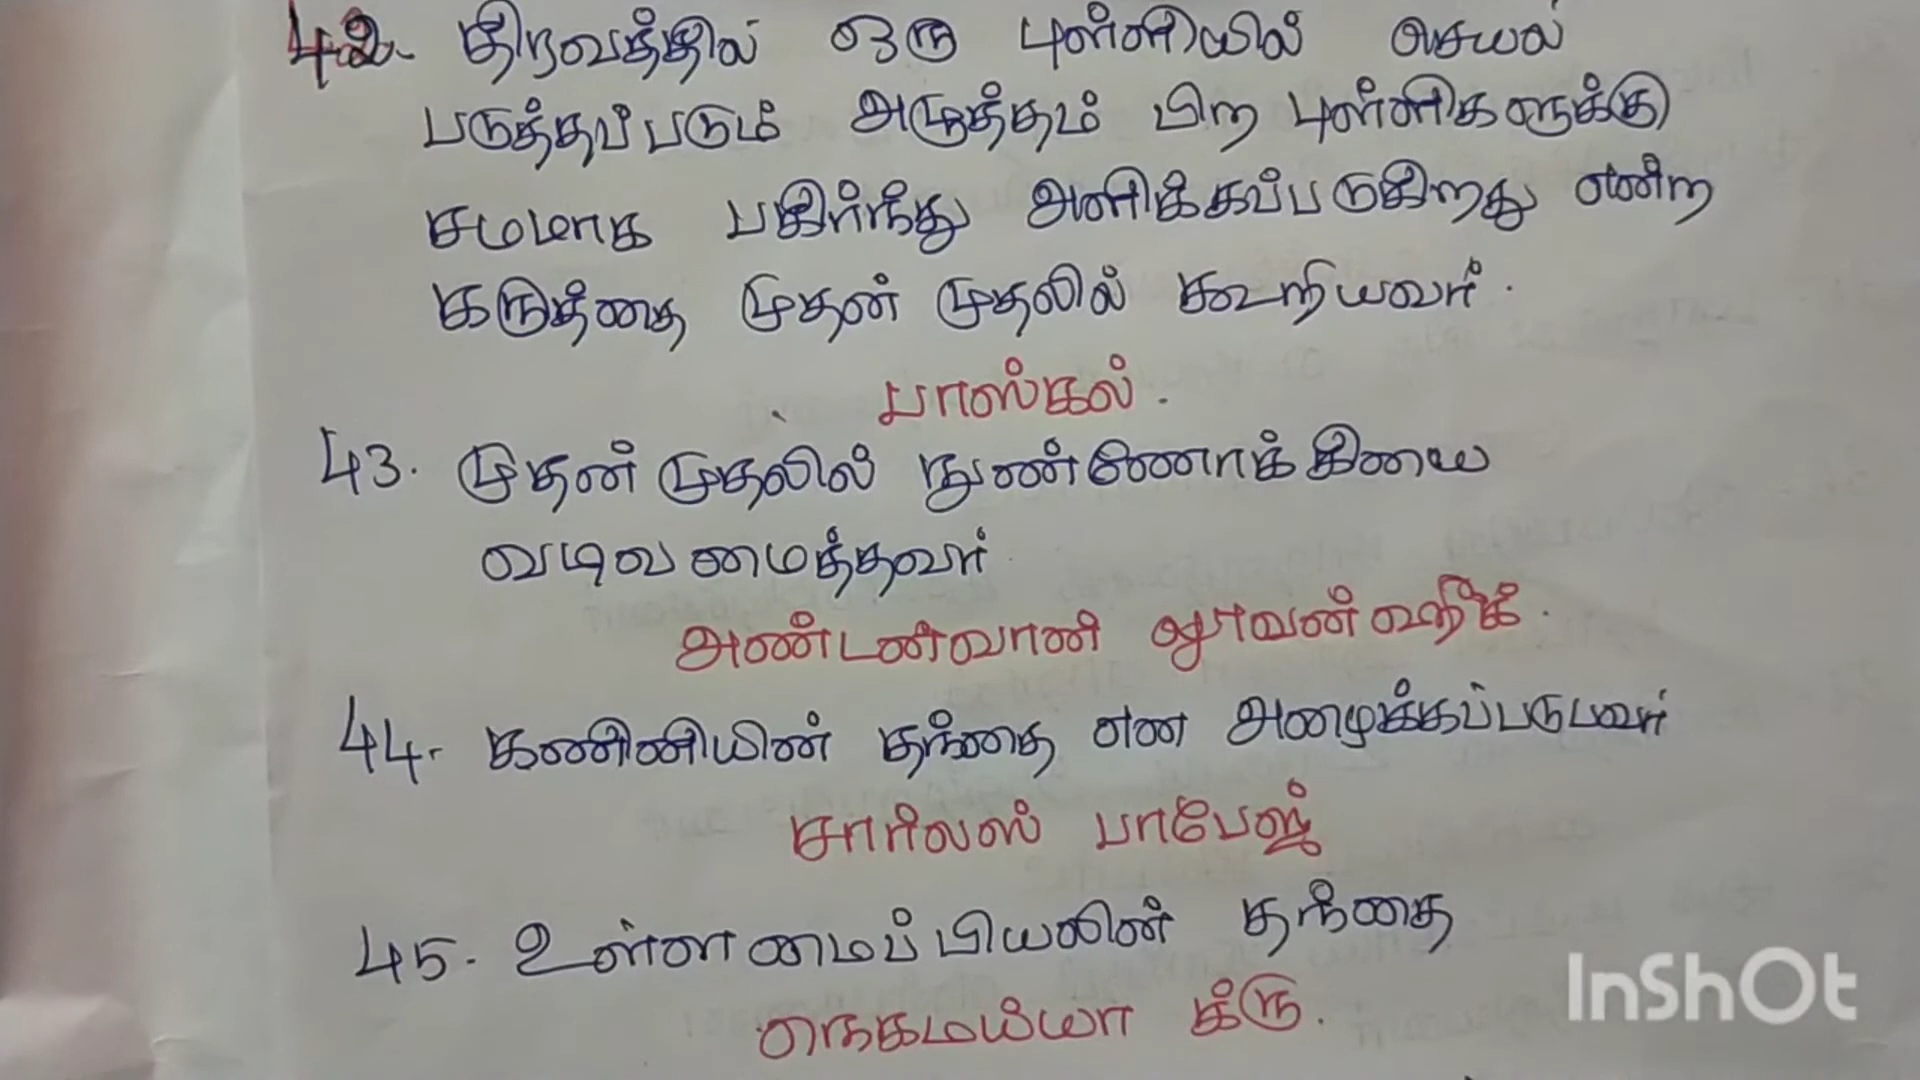 42. திரவத்தில் ஒரு புள்ளியில் செயல்
படுத்தப்படும் அழுத்தம் பிற புள்ளிகளுக்கு
சமமாக பகிர்ந்து அளிக்கப்படுகிறது என்ற
கருத்தை முதன் முதலில் கூறியவர்.
பாஸ்கல்.
43. முதன்முதலில் நுண்ணோக்கியை
வடிவமைத்தவர்
அண்டன்வான் லூவன் ஹீக்.
44. கணினியின் தந்தை என அழைக்கப்படுபவர்
சார்லஸ் பாபேஜ்
45. உள்ளமைப்பியலின் தந்தை
நெகமய்யா க்ரு.
InShOt